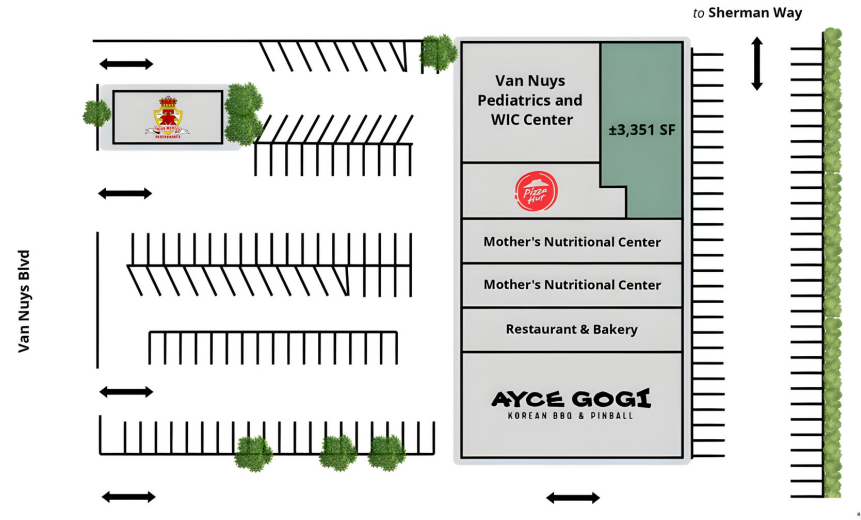 to Sherman Way
Van Nuys
Pediatrics and
WIC Center
±3,351 SF
Pizza
Hut
Mother's Nutritional Center
Mother's Nutritional Center
Restaurant & Bakery
AYCE GOGI
KOREAN BBQ & PINBALL
Van Nuys Blvd
*